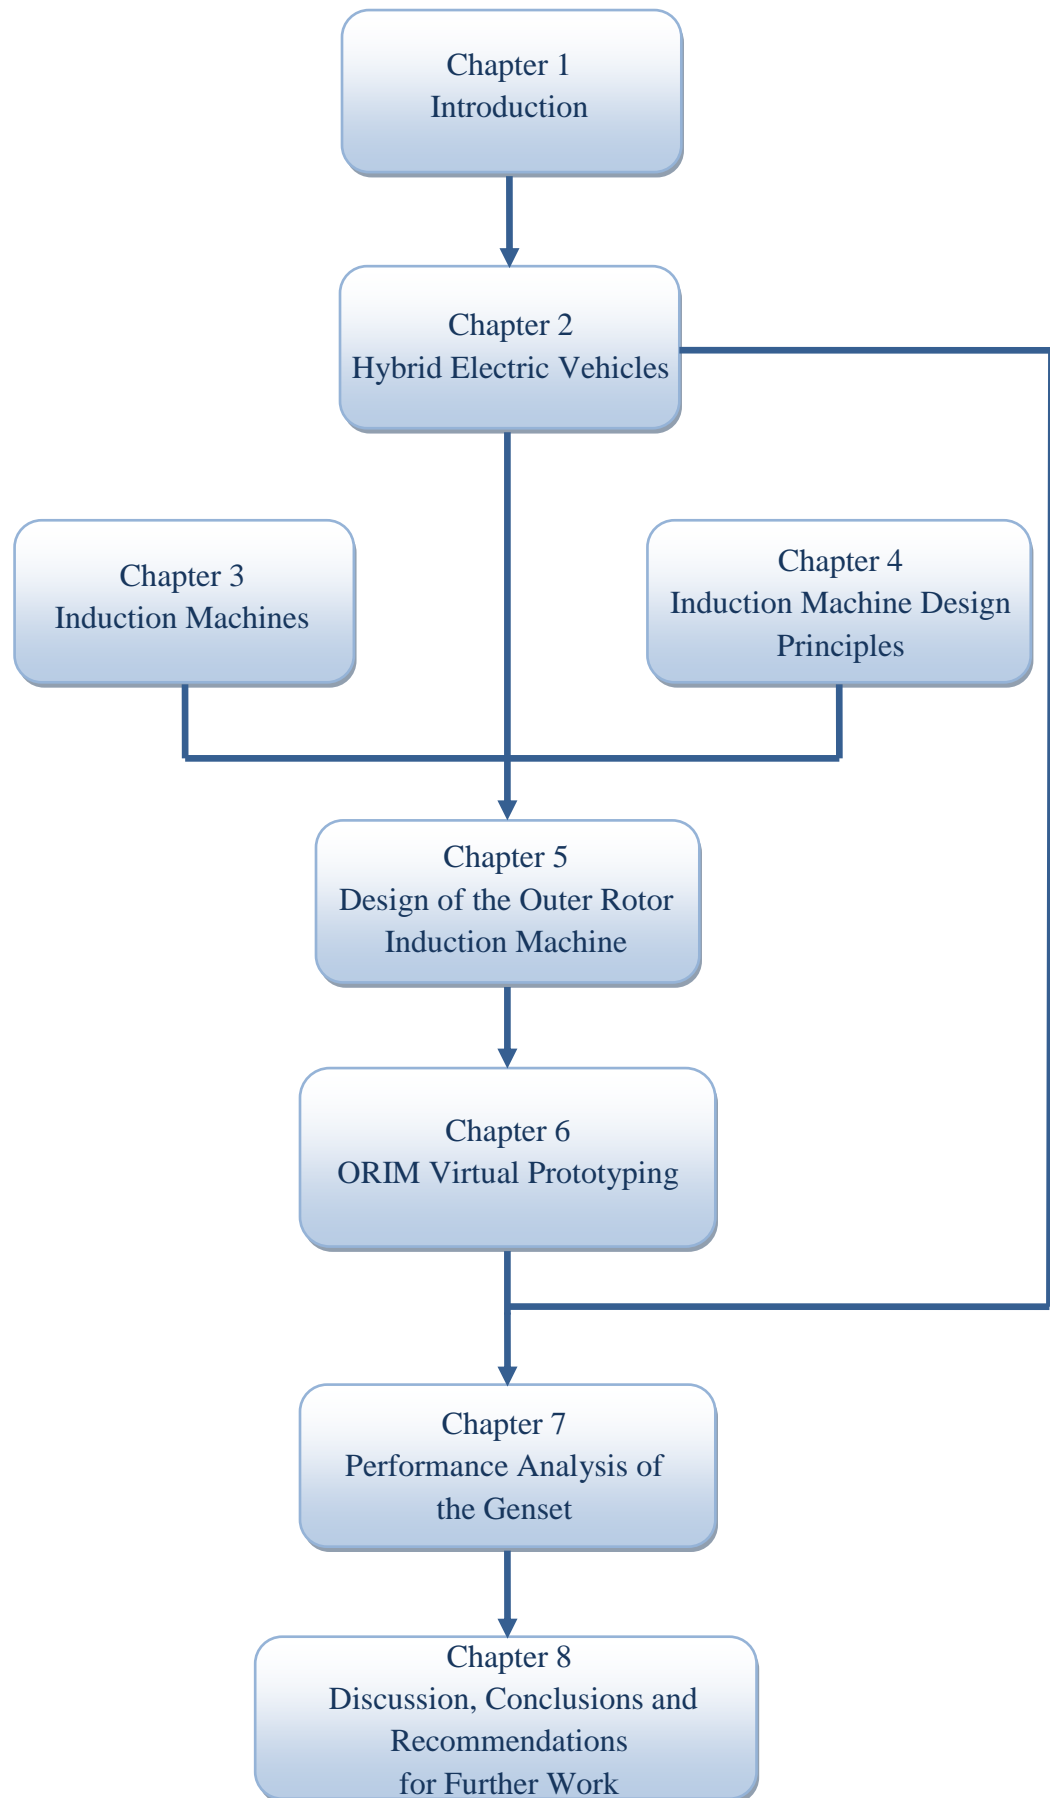 Chapter 1
Introduction
Chapter 2
Hybrid Electric Vehicles
Chapter 3
Induction Machines
Chapter 4
Induction Machine Design
Principles
Chapter 5
Design of the Outer Rotor
Induction Machine
Chapter 6
ORIM Virtual Prototyping
Chapter 7
Performance Analysis of
the Genset
Chapter 8
Discussion, Conclusions and
Recommendations
for Further Work